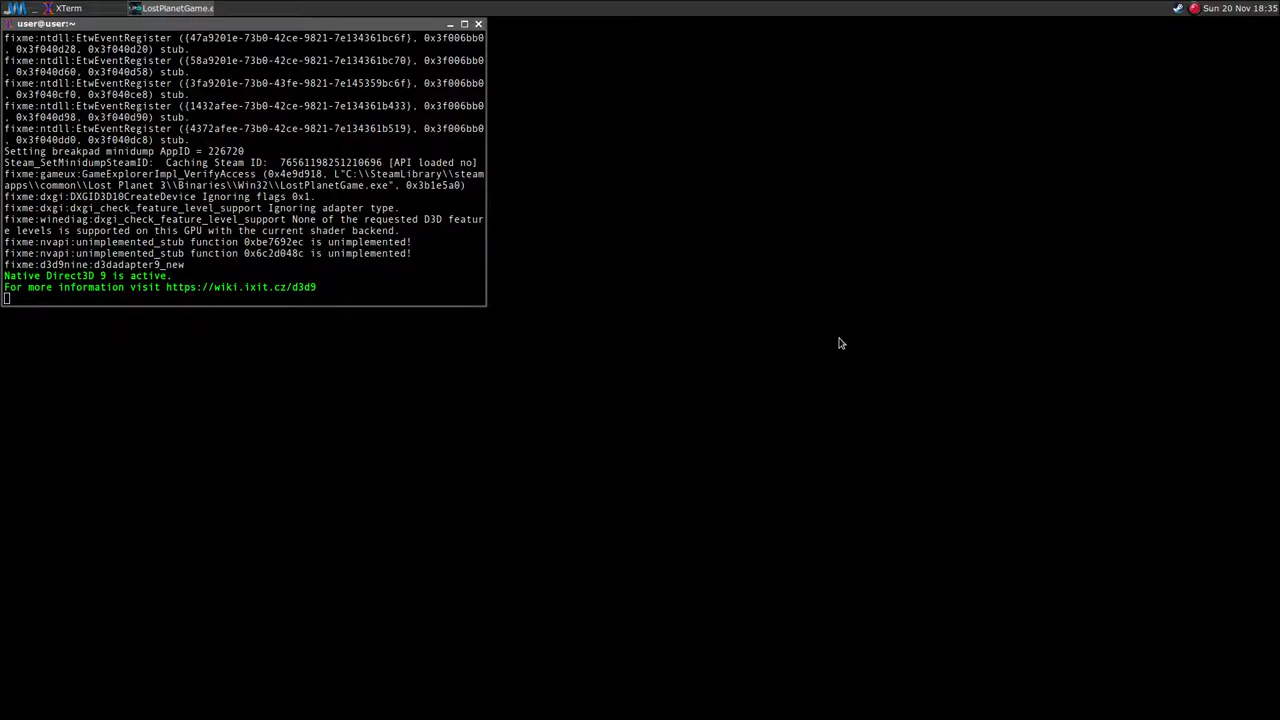 XTerm
LostPlanetGame.e
Sun 20 Nov 18:35
user@user:~
fixme:ntdll:EtwEventRegister ({47a9201e-73b0-42ce-9821-7e134361bc6f}, 0x3f006bb0
, 0x3f040d28, 0x3f040d20) stub.
fixme:ntdll:EtwEventRegister ({58a9201e-73b0-42ce-9821-7e134361bc70}, 0x3f006bb0
, 0x3f040d60, 0x3f040d58) stub.
fixme:ntdll:EtwEventRegister ({3fa9201e-73b0-43fe-9821-7e145359bc6f}, 0x3f006bb0
, 0x3f040cf0, 0x3f040ce8) stub.
fixme:ntdll:EtwEventRegister ({1432afee-73b0-42ce-9821-7e134361b433}, 0x3f006bb0
, 0x3f040d98, 0x3f040d90) stub.
fixme:ntdll:EtwEventRegister ({4372afee-73b0-42ce-9821-7e134361b519}, 0x3f006bb0
, 0x3f040dd0, 0x3f040dc8) stub.
Setting breakpad minidump AppID = 226720
Steam_SetMinidumpSteamID:  Caching Steam ID:  76561198251210696 [API loaded no]
fixme:gameux:GameExplorerImpl_VerifyAccess (0x4e9d918, L"C:\\SteamLibrary\\steam
apps\\common\\Lost Planet 3\\Binaries\\Win32\\LostPlanetGame.exe", 0x3b1e5a0)
fixme:dxgi:DXGID3D10CreateDevice Ignoring flags 0x1.
fixme:dxgi:dxgi_check_feature_level_support Ignoring adapter type.
fixme:winediag:dxgi_check_feature_level_support None of the requested D3D featur
e levels is supported on this GPU with the current shader backend.
fixme:nvapi:unimplemented_stub function 0xbe7692ec is unimplemented!
fixme:nvapi:unimplemented_stub function 0x6c2d048c is unimplemented!
fixme:d3d9nine:d3dadapter9_new
Native Direct3D 9 is active.
For more information visit https://wiki.ixit.cz/d3d9